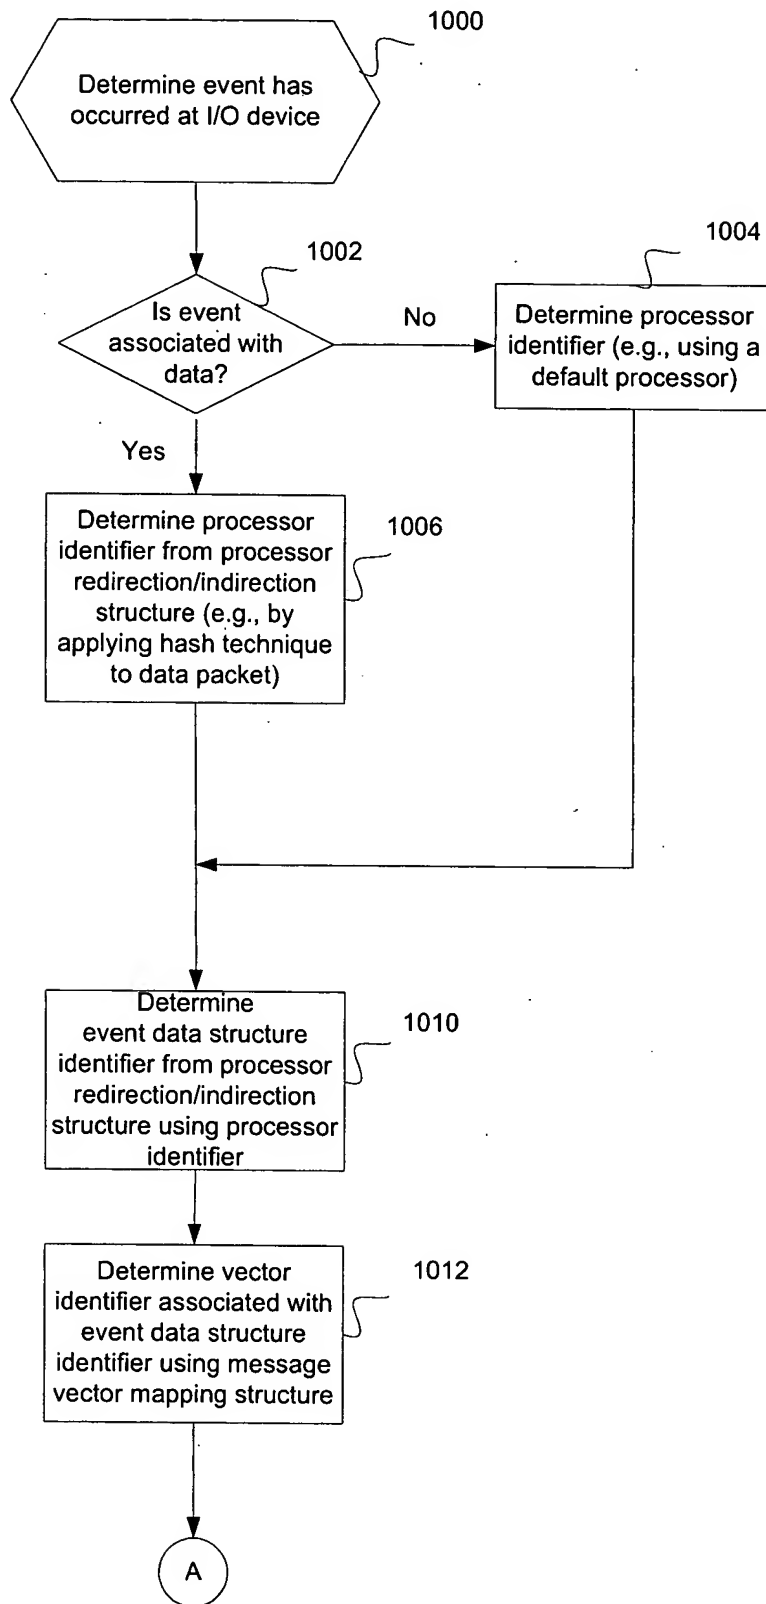 1000
Determine event has
occurred at I/O device
1002
Is event
associated with
data?
No
1004
Determine processor
identifier (e.g., using a
default processor)
Yes
1006
Determine processor
identifier from processor
redirection/indirection
structure (e.g., by
applying hash technique
to data packet)
1010
Determine
event data structure
identifier from processor
redirection/indirection
structure using processor
identifier
1012
Determine vector
identifier associated with
event data structure
identifier using message
vector mapping structure
A